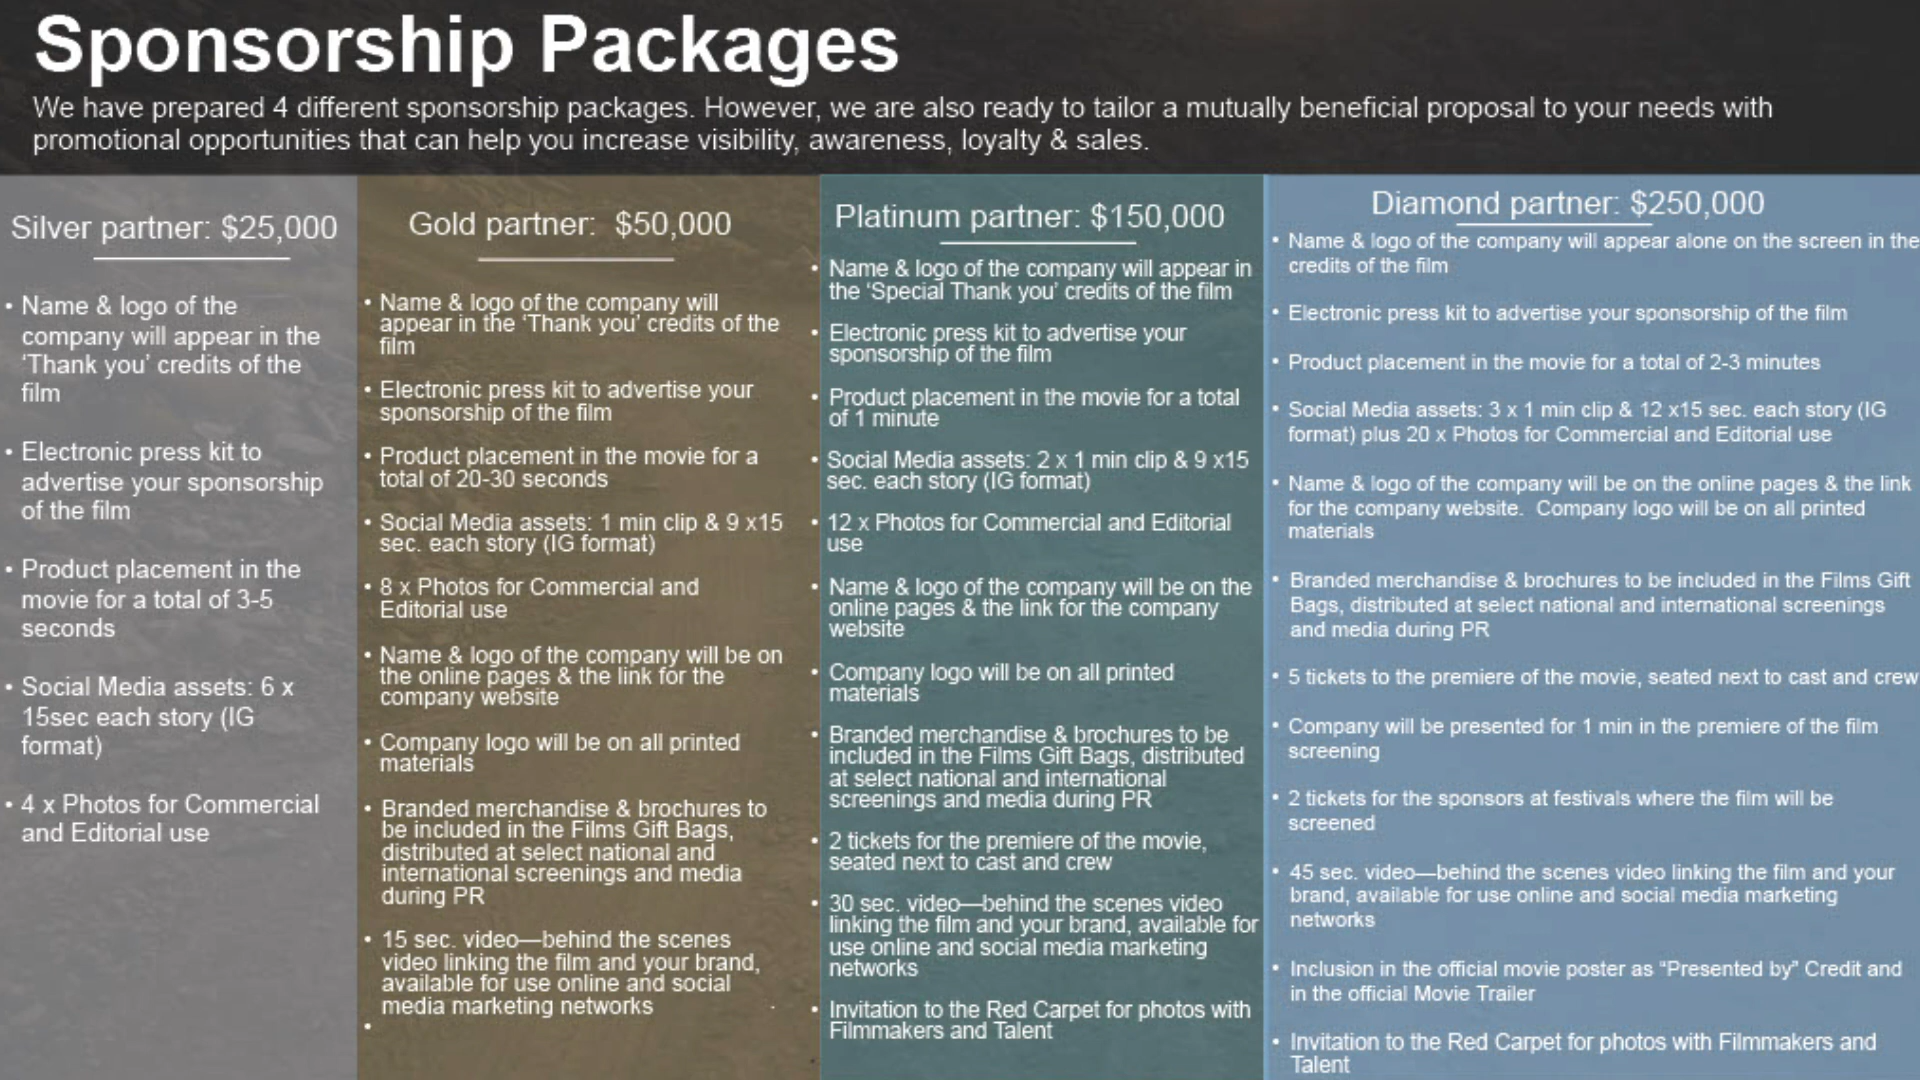 Sponsorship Packages
We have prepared 4 different sponsorship packages. However, we are also ready to tailor a mutually beneficial proposal to your needs with
promotional opportunities that can help you increase visibility, awareness, loyalty & sales.
Silver partner: $25,000
• Name & logo of the
company will appear in the
‘Thank you’ credits of the
film
• Electronic press kit to
advertise your sponsorship
of the film
• Product placement in the
movie for a total of 3-5
seconds
• Social Media assets: 6 x
15sec each story (IG
format)
• 4 x Photos for Commercial
and Editorial use
Gold partner:  $50,000
• Name & logo of the company will
appear in the ‘Thank you’ credits of the
film
• Electronic press kit to advertise your
sponsorship of the film
• Product placement in the movie for a
total of 20-30 seconds
• Social Media assets: 1 min clip & 9 x15
sec. each story (IG format)
• 8 x Photos for Commercial and
Editorial use
• Name & logo of the company will be on
the online pages & the link for the
company website
• Company logo will be on all printed
materials
• Branded merchandise & brochures to
be included in the Films Gift Bags,
distributed at select national and
international screenings and media
during PR
• 15 sec. video—behind the scenes
video linking the film and your brand,
available for use online and social
media marketing networks
•
Platinum partner: $150,000
• Name & logo of the company will appear in
the ‘Special Thank you’ credits of the film
• Electronic press kit to advertise your
sponsorship of the film
• Product placement in the movie for a total
of 1 minute
• Social Media assets: 2 x 1 min clip & 9 x15
sec. each story (IG format)
• 12 x Photos for Commercial and Editorial
use
• Name & logo of the company will be on the
online pages & the link for the company
website
• Company logo will be on all printed
materials
• Branded merchandise & brochures to be
included in the Films Gift Bags, distributed
at select national and international
screenings and media during PR
• 2 tickets for the premiere of the movie,
seated next to cast and crew
• 30 sec. video—behind the scenes video
linking the film and your brand, available for
use online and social media marketing
networks
• Invitation to the Red Carpet for photos with
Filmmakers and Talent
Diamond partner: $250,000
• Name & logo of the company will appear alone on the screen in the
credits of the film
• Electronic press kit to advertise your sponsorship of the film
• Product placement in the movie for a total of 2-3 minutes
• Social Media assets: 3 x 1 min clip & 12 x15 sec. each story (IG
format) plus 20 x Photos for Commercial and Editorial use
• Name & logo of the company will be on the online pages & the link
for the company website.  Company logo will be on all printed
materials
• Branded merchandise & brochures to be included in the Films Gift
Bags, distributed at select national and international screenings
and media during PR
• 5 tickets to the premiere of the movie, seated next to cast and crew
• Company will be presented for 1 min in the premiere of the film
screening
• 2 tickets for the sponsors at festivals where the film will be
screened
• 45 sec. video—behind the scenes video linking the film and your
brand, available for use online and social media marketing
networks
• Inclusion in the official movie poster as “Presented by” Credit and
in the official Movie Trailer
• Invitation to the Red Carpet for photos with Filmmakers and
Talent